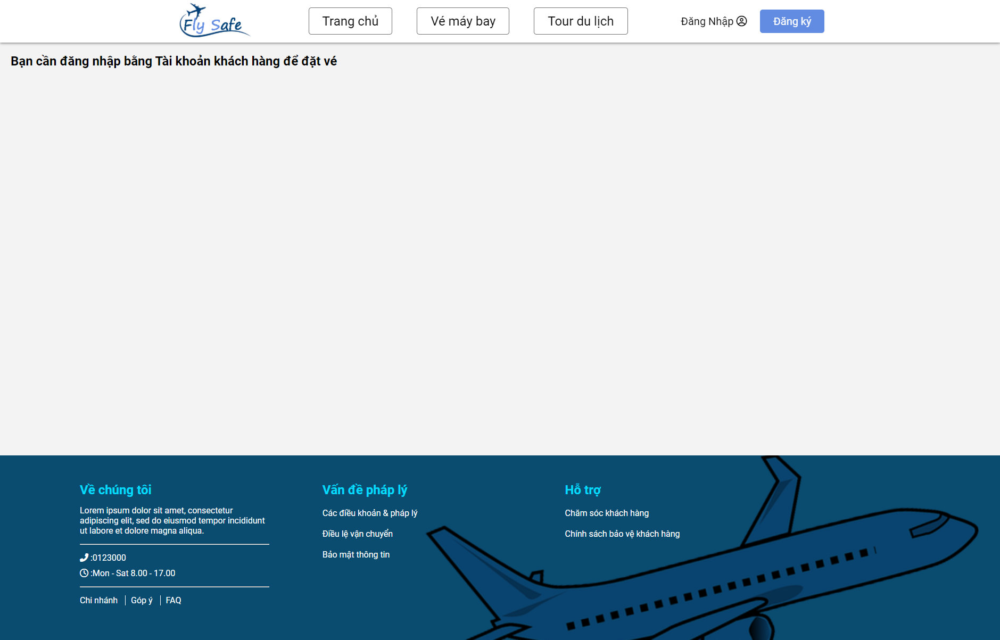 Fly Safe
Trang chủ
Vé máy bay
Tour du lịch
Đăng Nhập
Đăng ký
Bạn cần đăng nhập bằng Tài khoản khách hàng để đặt vé
Về chúng tôi
Lorem ipsum dolor sit amet, consectetur
adipiscing elit, sed do eiusmod tempor incididunt
ut labore et dolore magna aliqua.
:0123000
:Mon - Sat 8.00 - 17.00
Chi nhánh
Góp ý
FAQ
Vấn đề pháp lý
Các điều khoản & pháp lý
Điều lệ vận chuyển
Bảo mật thông tin
Hỗ trợ
Chăm sóc khách hàng
Chính sách bảo vệ khách hàng